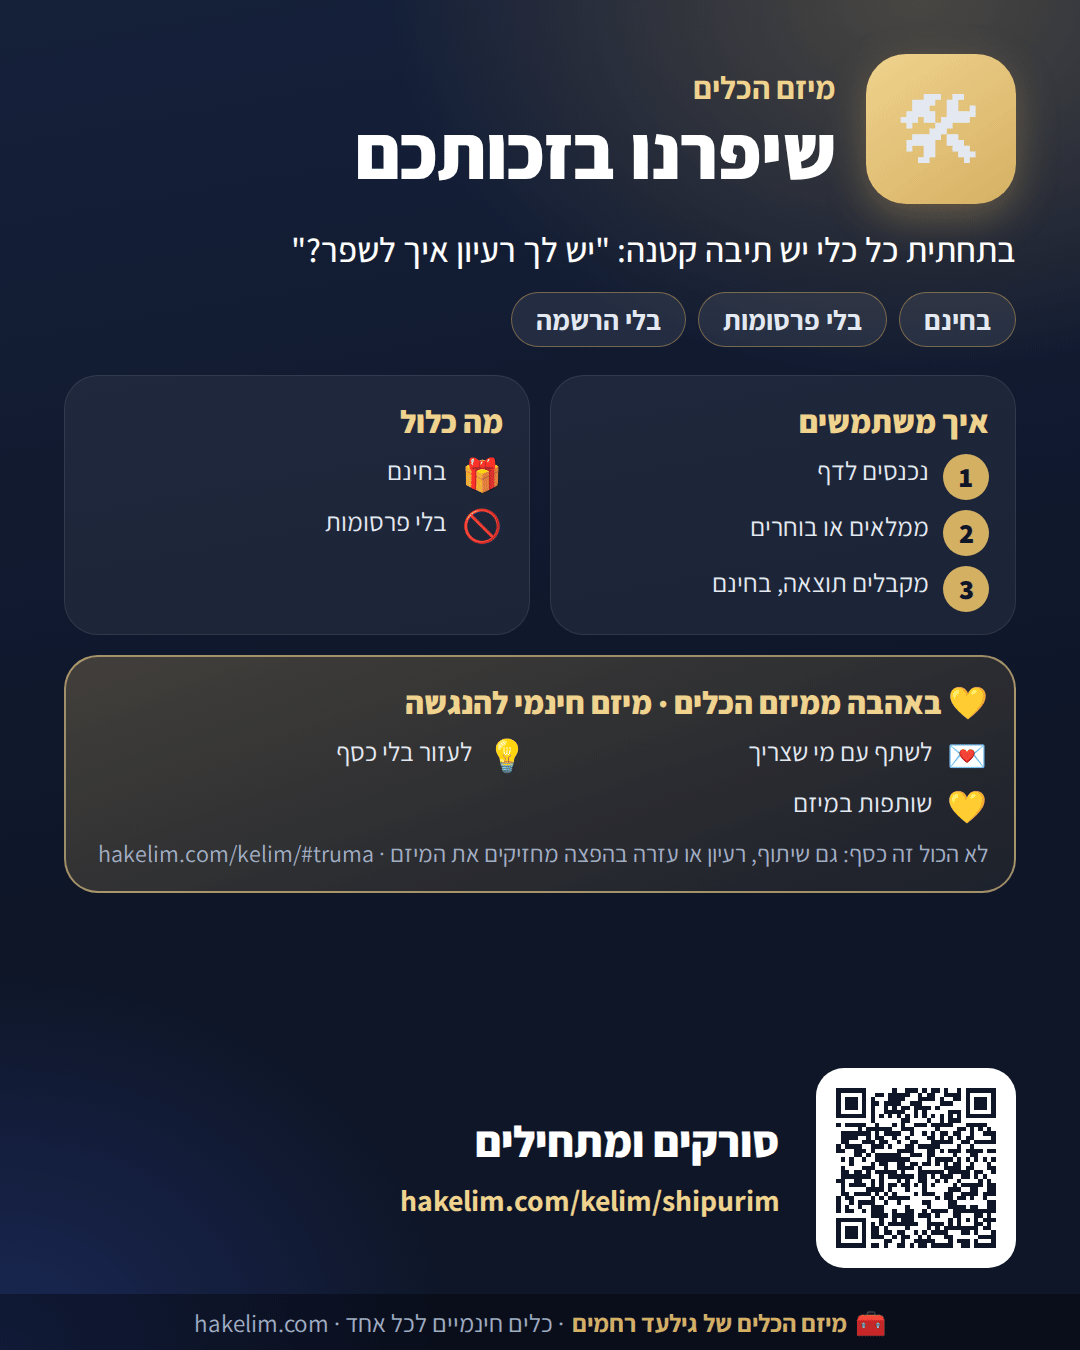 מיזם הכלים
שיפרנו בזכותכם
בתחתית כל כלי יש תיבה קטנה: "יש לך רעיון איך לשפר?"
בחינם
בלי פרסומות
בלי הרשמה
איך משתמשים
1 נכנסים לדף
2 ממלאים או בוחרים
3 מקבלים תוצאה, בחינם
מה כלול
בחינם
בלי פרסומות
באהבה ממיזם הכלים · מיזם חינמי להנגשה
לשתף עם מי שצריך
לעזור בלי כסף
שותפות במיזם
לא הכול זה כסף: גם שיתוף, רעיון או עזרה בהפצה מחזיקים את המיזם · hakelim.com/kelim/#truma
סורקים ומתחילים
hakelim.com/kelim/shipurim
מיזם הכלים של גילעד רחמים · כלים חינמיים לכל אחד · hakelim.com